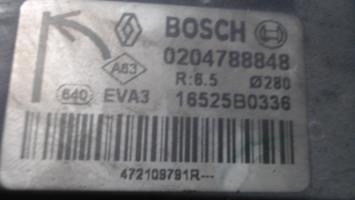 BOSCH
0204788848
A63
R:6.5 Ø280
640 EVA3 16525B0336
472109791R---